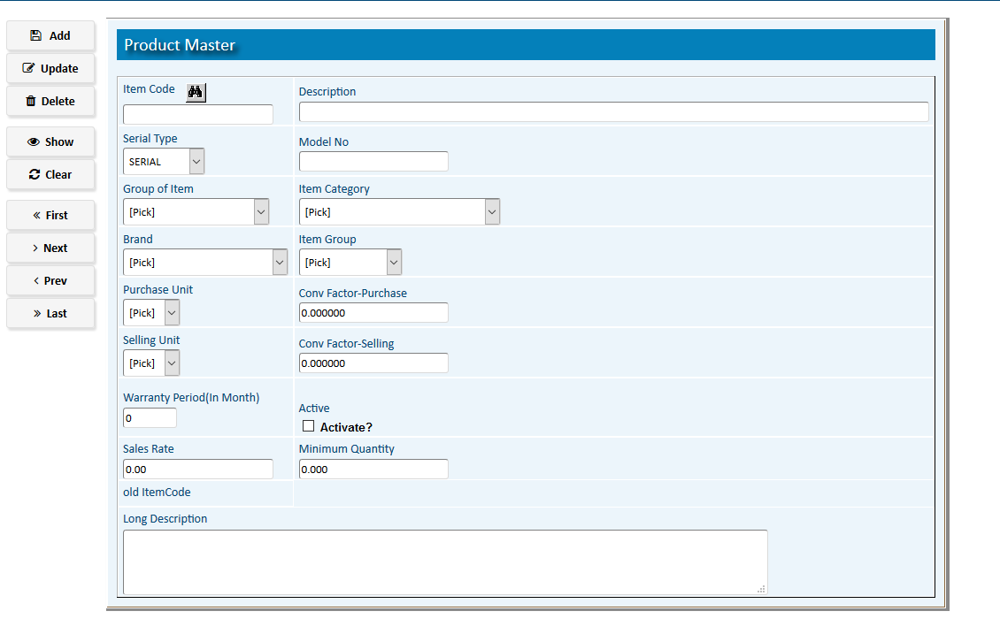 Add
Update
Delete
Show
Clear
First
Next
Prev
Last
Product Master
Item Code
Description
Serial Type
Model No
SERIAL
Group of Item
Item Category
[Pick]
[Pick]
Brand
Item Group
[Pick]
[Pick]
Purchase Unit
Conv Factor-Purchase
[Pick]
0.000000
Selling Unit
Conv Factor-Selling
[Pick]
0.000000
Warranty Period(In Month)
Active
0
Activate?
Sales Rate
Minimum Quantity
0.00
0.000
old ItemCode
Long Description